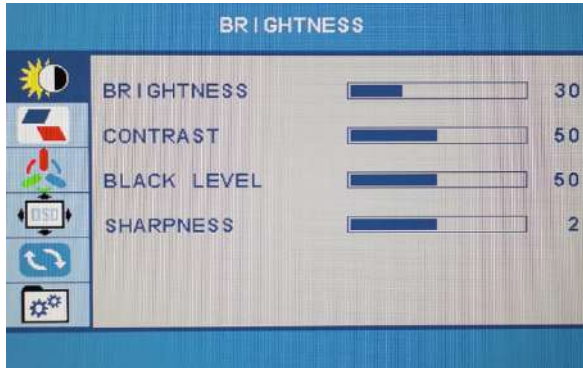 BRIGHTNESS
BRIGHTNESS 30
CONTRAST 50
BLACK LEVEL 50
OSD
SHARPNESS 2